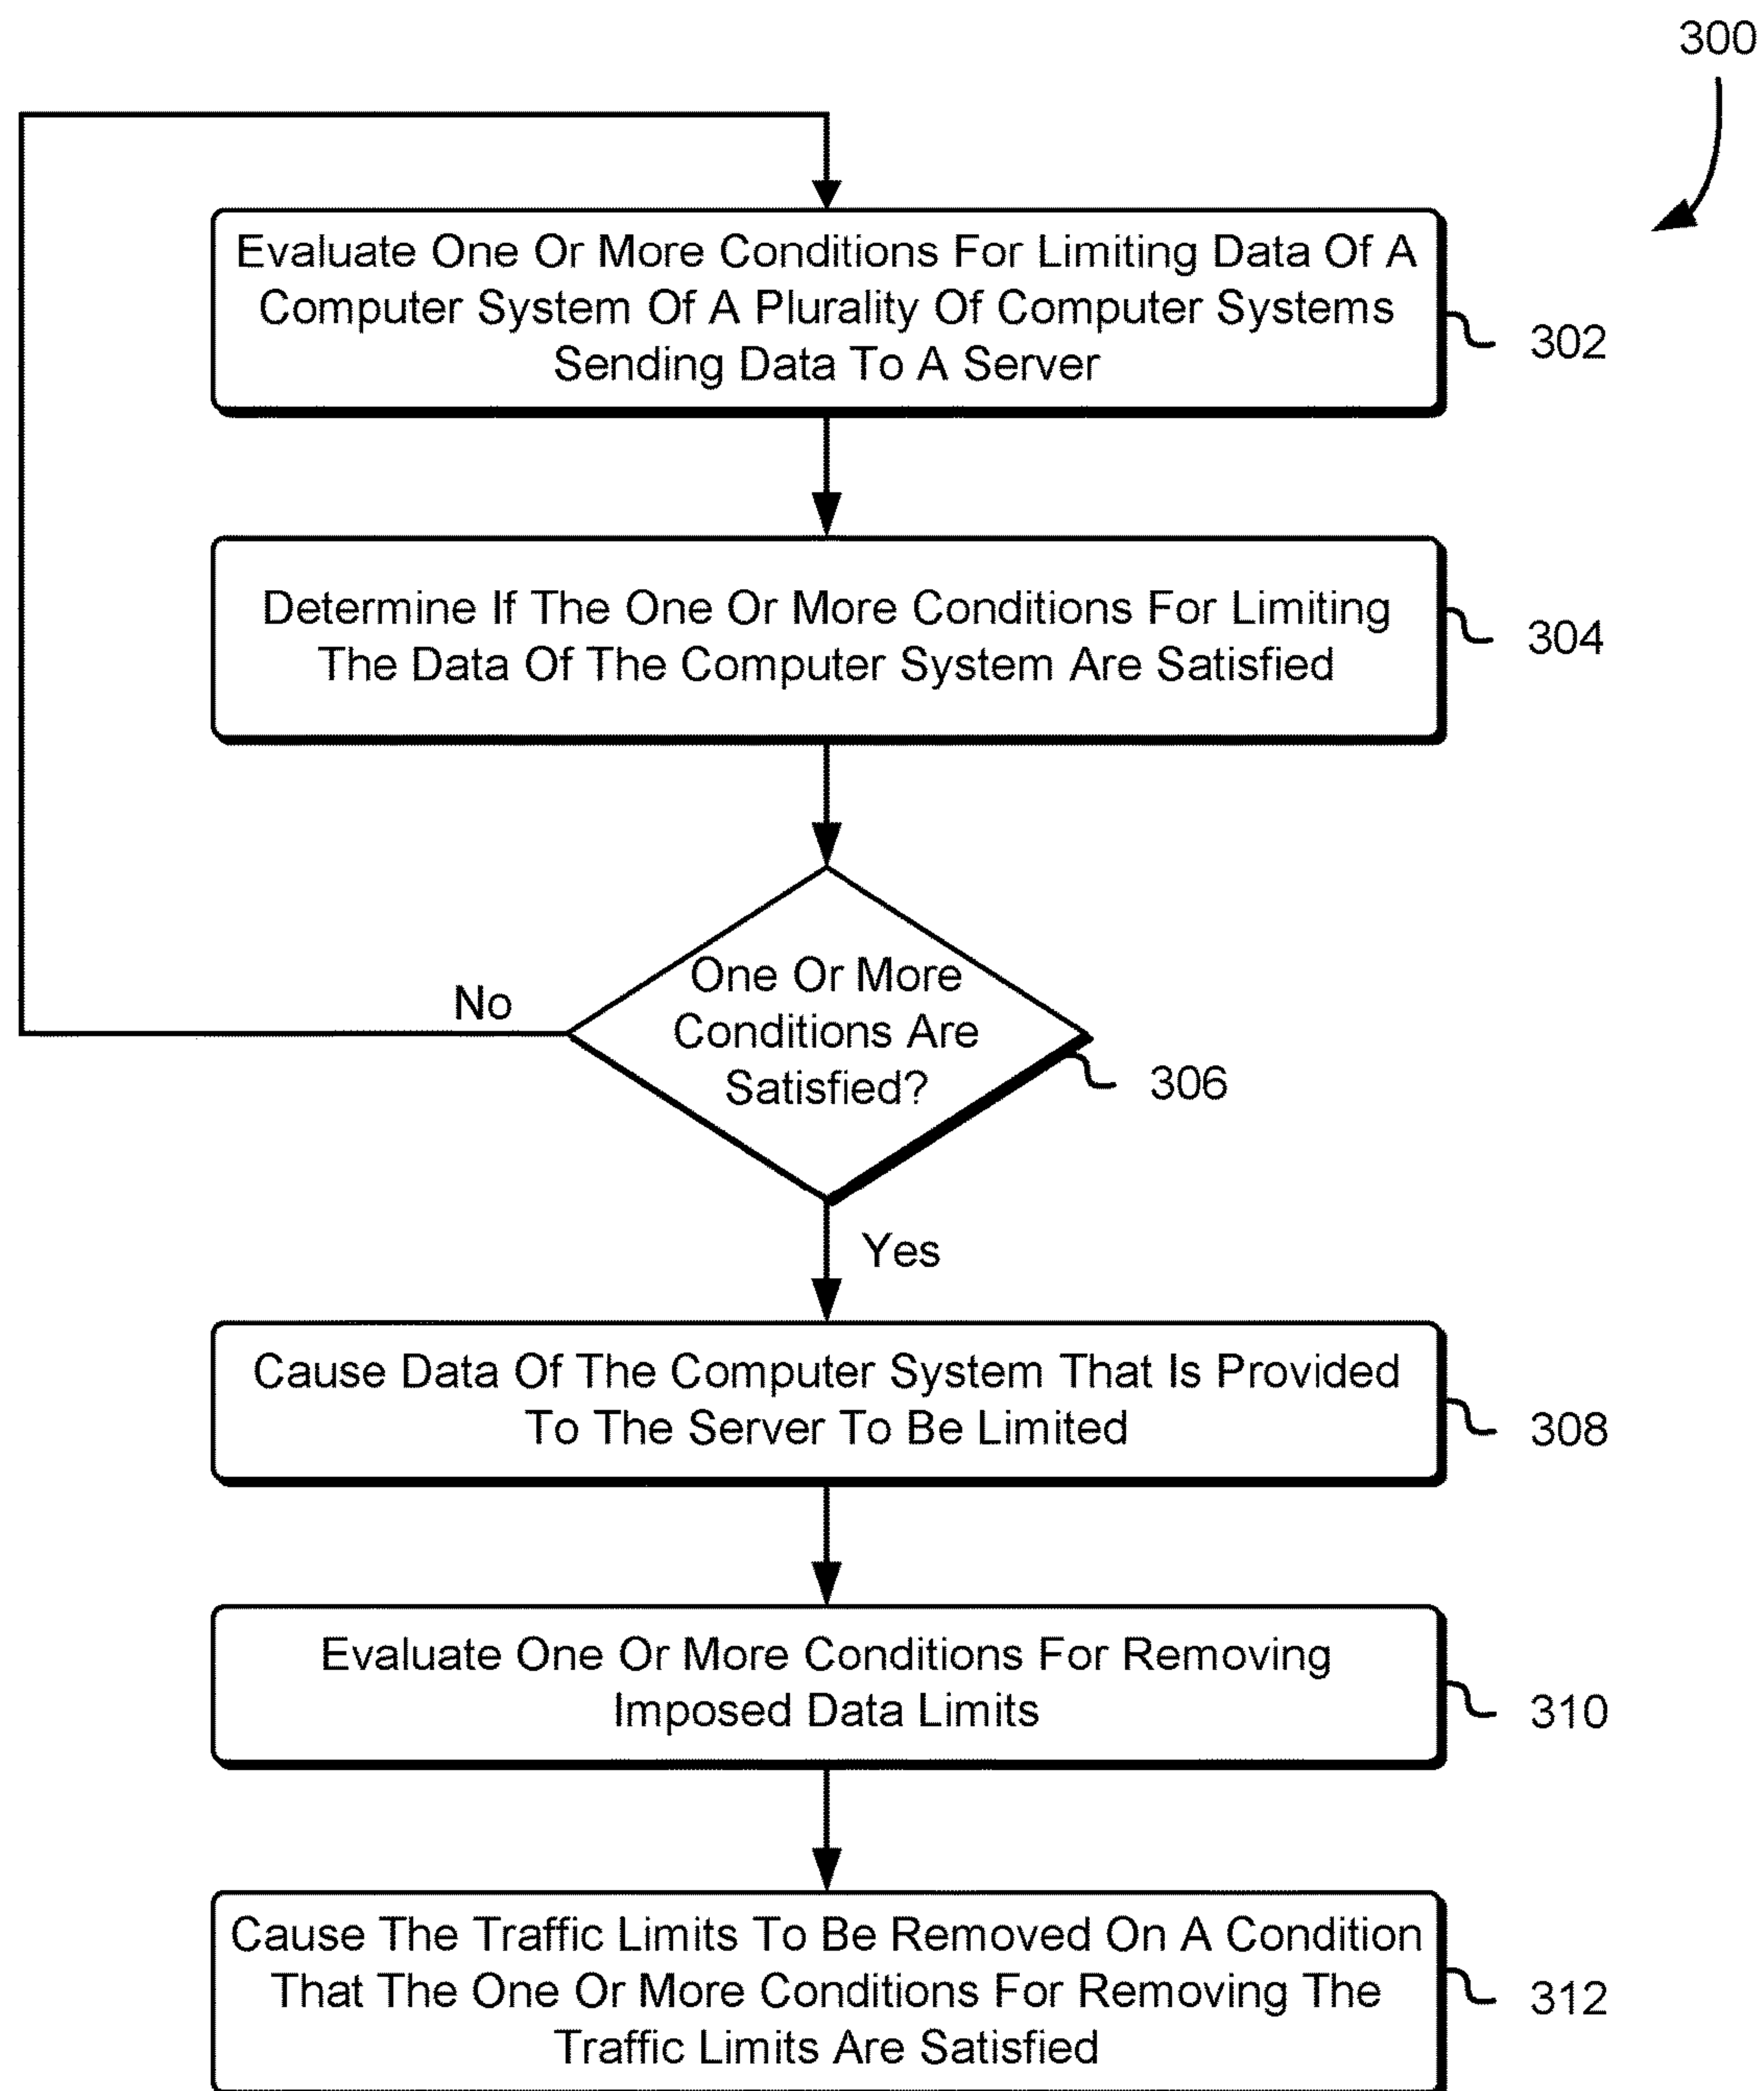 300
Evaluate One Or More Conditions For Limiting Data Of A
Computer System Of A Plurality Of Computer Systems
Sending Data To A Server
302
Determine If The One Or More Conditions For Limiting
The Data Of The Computer System Are Satisfied
304
One Or More
Conditions Are
Satisfied?
No
306
Yes
Cause Data Of The Computer System That Is Provided
To The Server To Be Limited
308
Evaluate One Or More Conditions For Removing
Imposed Data Limits
310
Cause The Traffic Limits To Be Removed On A Condition
That The One Or More Conditions For Removing The
Traffic Limits Are Satisfied
312